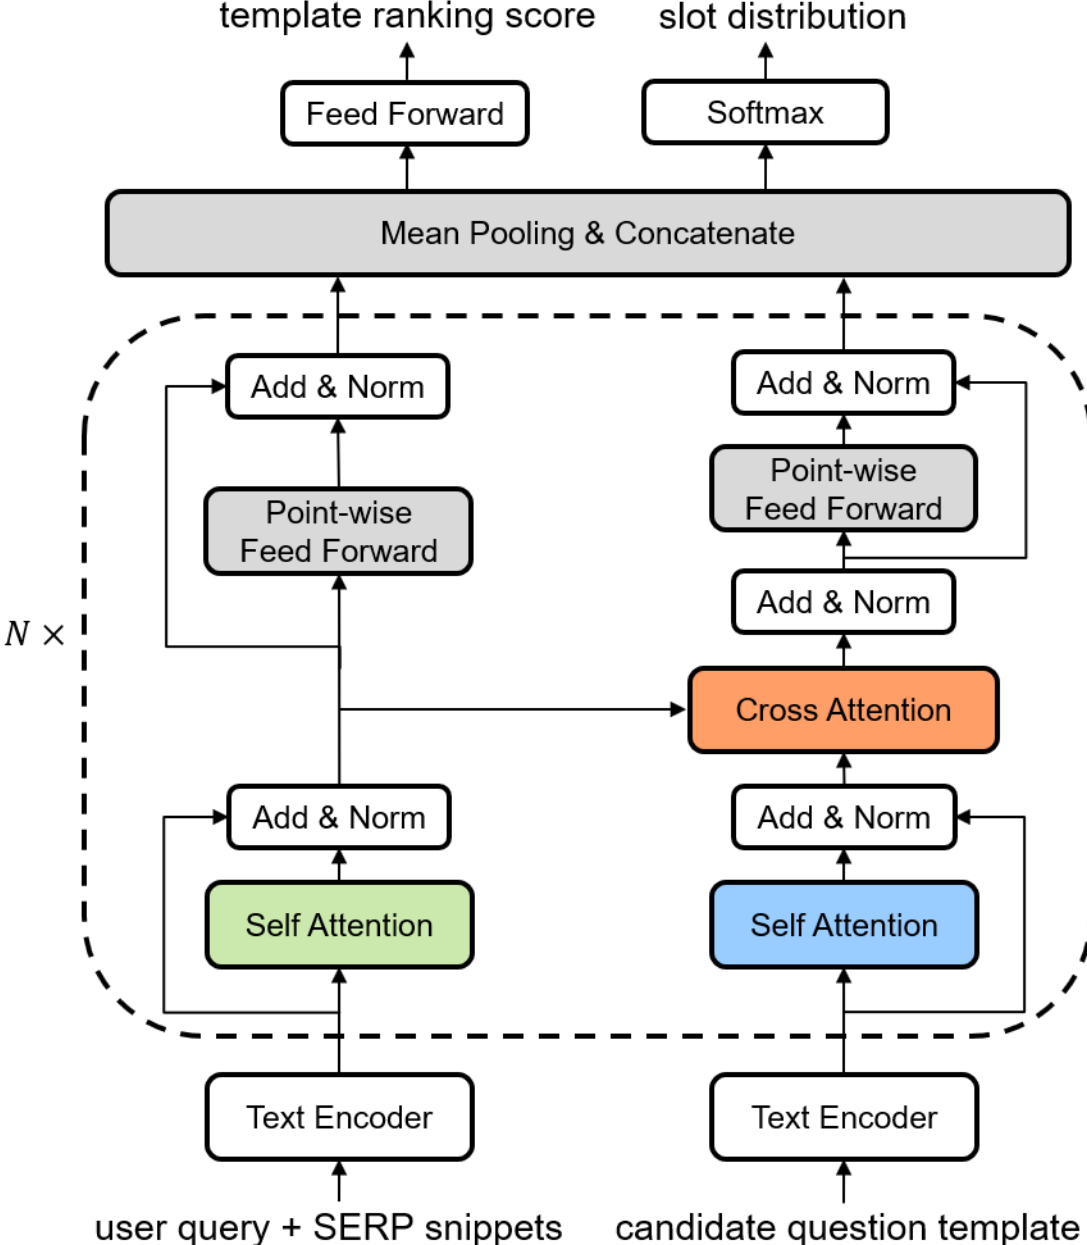 template ranking score
slot distribution
Feed Forward
Softmax
Mean Pooling & Concatenate
Add & Norm
Add & Norm
Point-wise
Feed Forward
Point-wise
Feed Forward
Add & Norm
N ×
Cross Attention
Add & Norm
Add & Norm
Self Attention
Self Attention
Text Encoder
Text Encoder
user query + SERP snippets
candidate question template